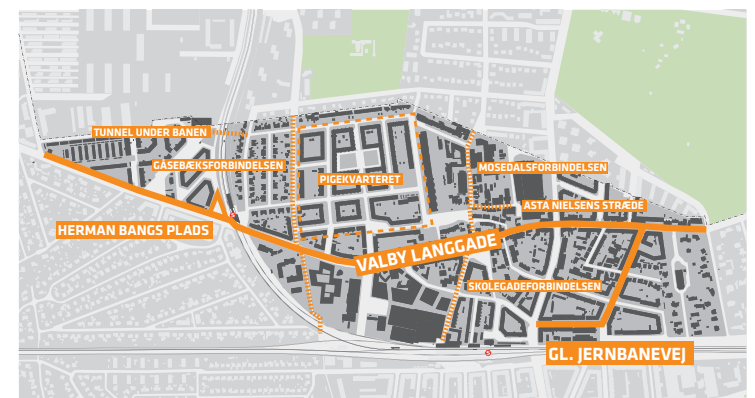 TUNNEL UNDER BANEN
GÅSEBÆKSFORBINDELSEN
PIGEKVARTERET
MOSEDALSFORBINDELSEN
ASTA NIELSENS STRÆDE
HERMAN BANGS PLADS
VALBY LANGGADE
SKOLEGADEFORBINDELSEN
GL. JERNBANEVEJ